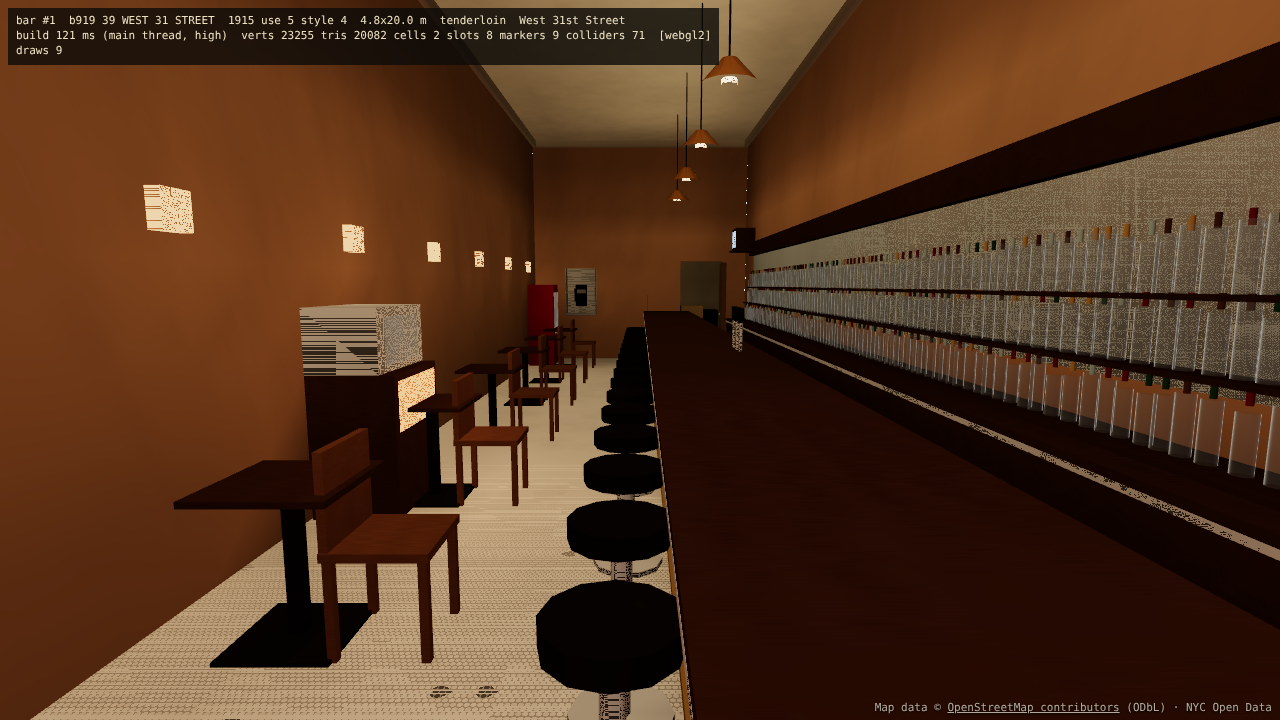 bar #1  b919 39 WEST 31 STREET  1915 use 5 style 4  4.8x20.0 m  tenderloin  West 31st Street
build 121 ms (main thread, high)  verts 23255 tris 20082 cells 2 slots 8 markers 9 colliders 71  [webgl2]
draws 9
Map data © OpenStreetMap contributors (ODbL) · NYC Open Data